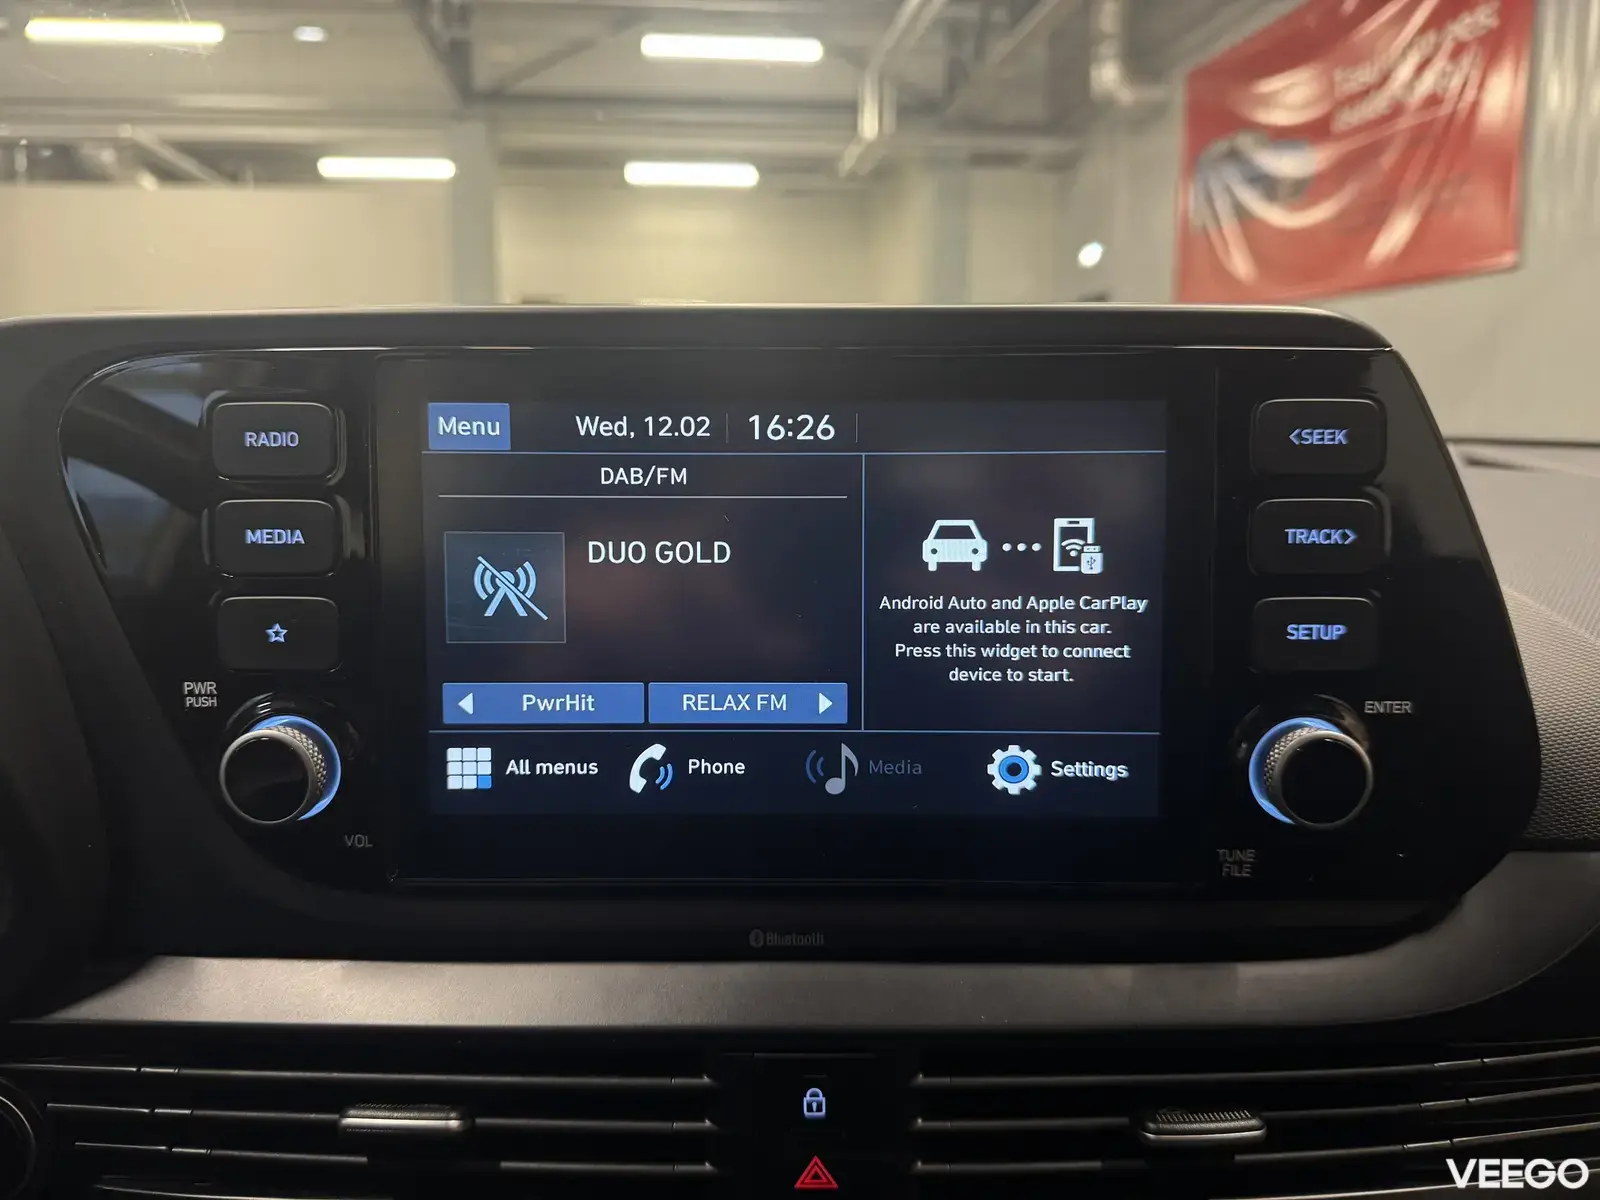 Menu
Wed, 12.02
16:26
DAB/FM
DUO GOLD
PwrHit
RELAX FM
Android Auto and Apple CarPlay
are available in this car.
Press this widget to connect
device to start.
All menus
Phone
Media
Settings
RADIO
MEDIA
PWR
PUSH
VOL
<SEEK
TRACK>
SETUP
ENTER
TUNE
FILE
Bluetooth
VEEGO